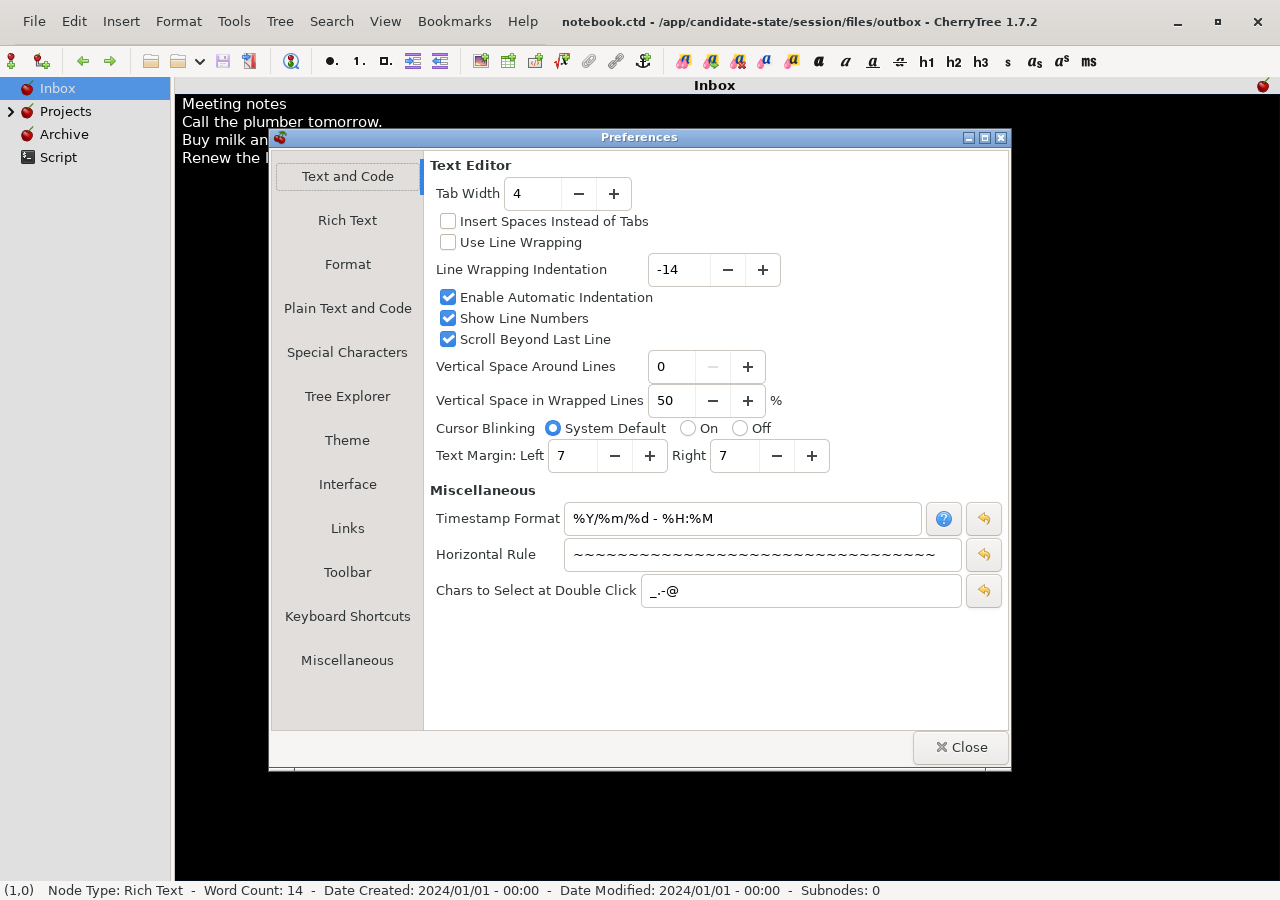 File Edit Insert Format Tools Tree Search View Bookmarks Help notebook.ctd - /app/candidate-state/session/files/outbox - CherryTree 1.7.2
1. a a a a a a a a a h1 h2 h3 s as as ms
Inbox
Projects
Archive
Script
Inbox
Meeting notes
Call the plumber tomorrow.
Buy milk an
Renew the l
Preferences
Text and Code
Rich Text
Format
Plain Text and Code
Special Characters
Tree Explorer
Theme
Interface
Links
Toolbar
Keyboard Shortcuts
Miscellaneous
Text Editor
Tab Width 4
Insert Spaces Instead of Tabs
Use Line Wrapping
Line Wrapping Indentation -14
Enable Automatic Indentation
Show Line Numbers
Scroll Beyond Last Line
Vertical Space Around Lines 0
Vertical Space in Wrapped Lines 50 %
Cursor Blinking System Default On Off
Text Margin: Left 7 Right 7
Miscellaneous
Timestamp Format %Y/%m/%d - %H:%M
Horizontal Rule ~~~~~~~~~~~~~~~~~~~~~~~~~~~~~~~~~
Chars to Select at Double Click _.-@
Close
(1,0) Node Type: Rich Text - Word Count: 14 - Date Created: 2024/01/01 - 00:00 - Date Modified: 2024/01/01 - 00:00 - Subnodes: 0